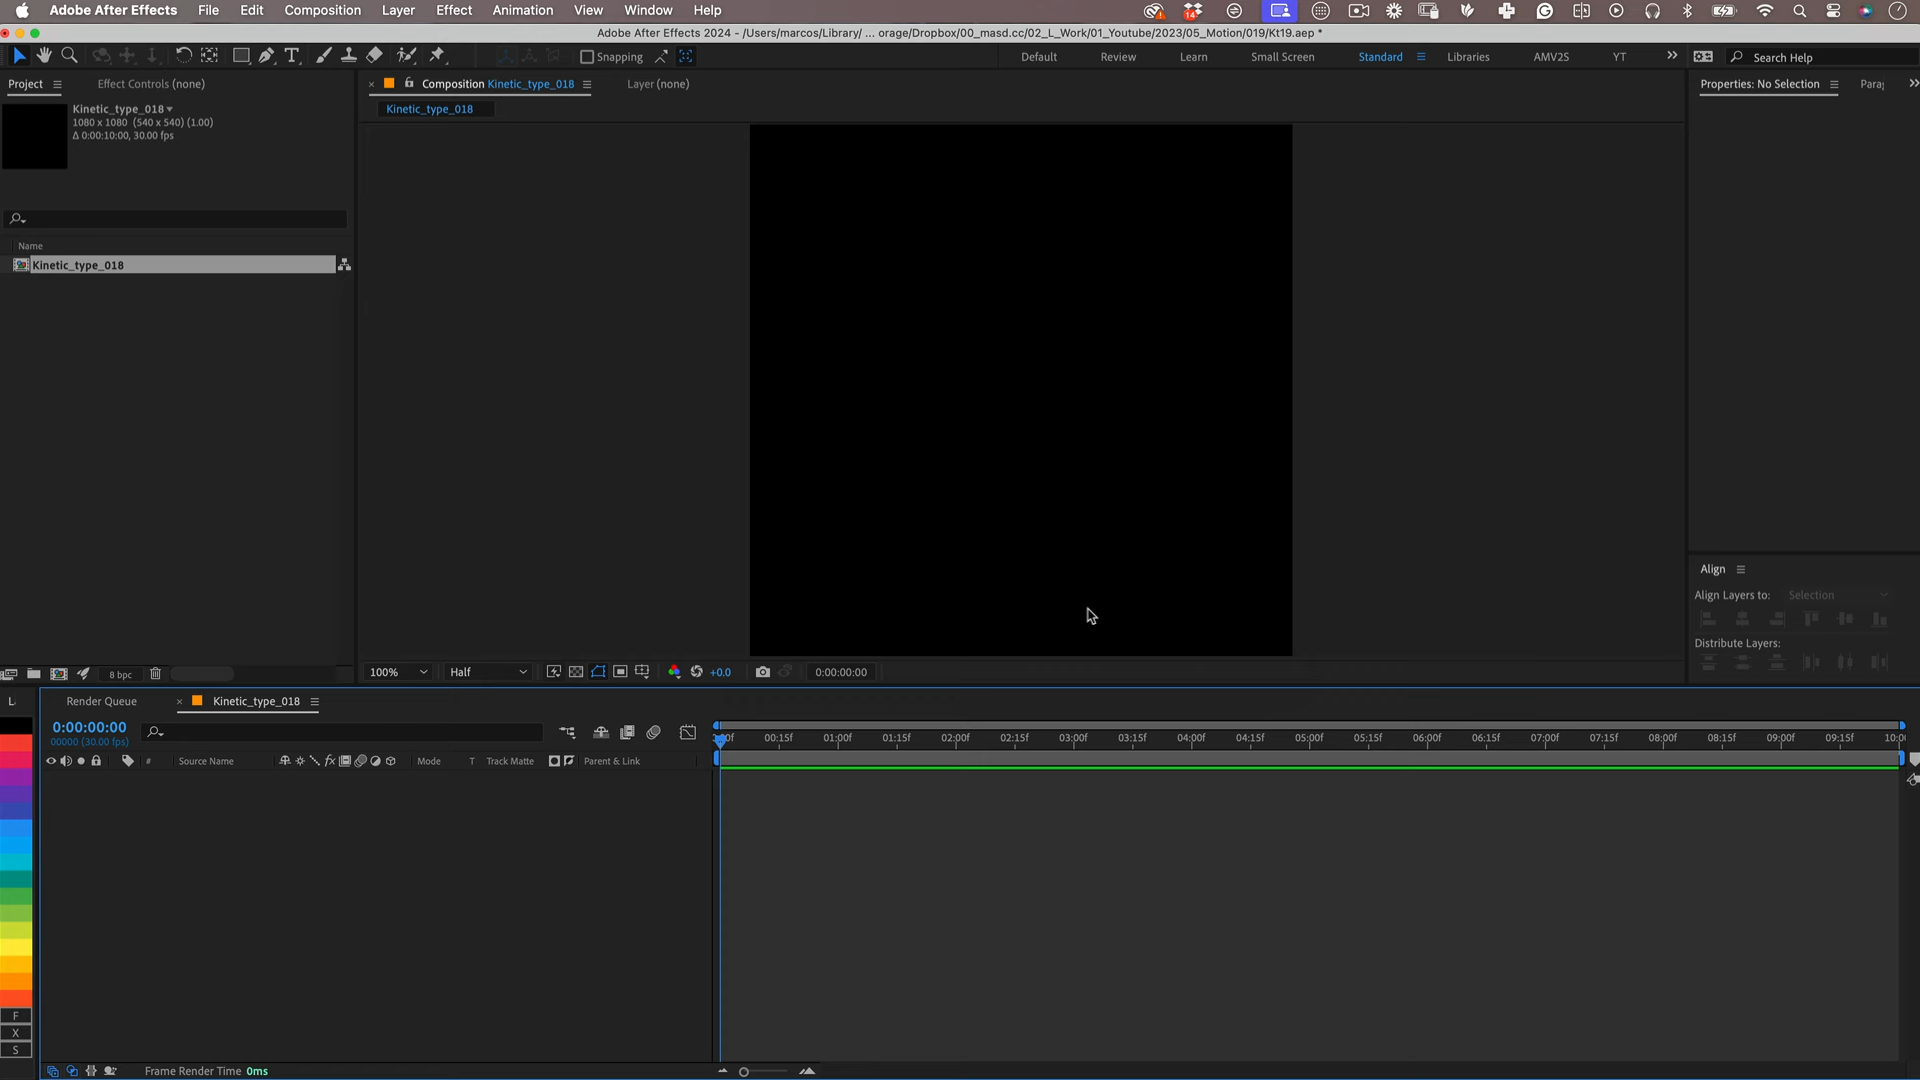 Adobe After Effects File Edit Composition Layer Effect Animation View Window Help
14
Adobe After Effects 2024 - /Users/marcos/Library/ ... orage/Dropbox/00_masd.cc/02_L_Work/01_Youtube/2023/05_Motion/019/Kt19.aep *
Snapping Default Review Learn Small Screen Standard Libraries AMV2S YT Search Help
Project Effect Controls (none) Composition Kinetic_type_018 Layer (none) Properties: No Selection
Kinetic_type_018
1080 x 1080 (540 x 540) (1.00)
Δ 0:00:10:00, 30.00 fps
Kinetic_type_018
Name
Kinetic_type_018
Align
Align Layers to: Selection
Distribute Layers:
8 bpc
100% Half +0.0 0:00:00:00
L
Render Queue Kinetic_type_018
0:00:00:00
00000 (30.00 fps)
00:15f 01:00f 01:15f 02:00f 02:15f 03:00f 03:15f 04:00f 04:15f 05:00f 05:15f 06:00f 06:15f 07:00f 07:15f 08:00f 08:15f 09:00f 09:15f
# Source Name fx Mode T Track Matte Parent & Link
F
X
S
Frame Render Time 0ms